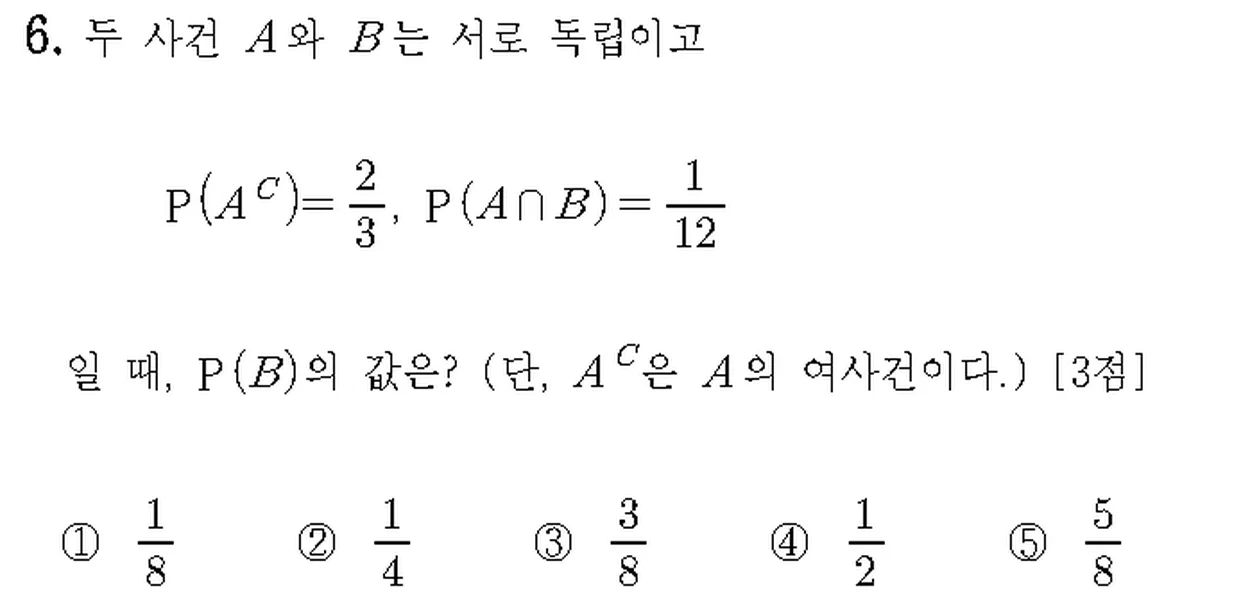 6. 두 사건 A와 B는 서로 독립이고
P(A^C)=2/3, P(A∩B)=1/12
일 때, P(B)의 값은? (단, A^C은 A의 여사건이다.) [3점]
① 1/8 ② 1/4 ③ 3/8 ④ 1/2 ⑤ 5/8